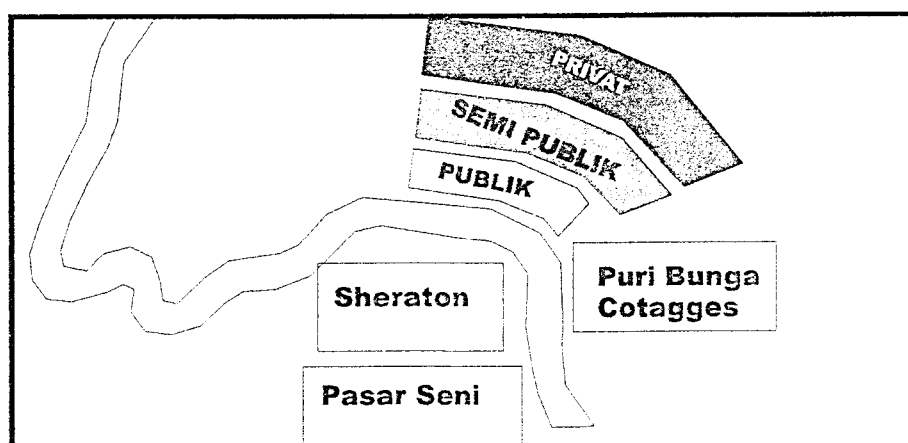 PRIVAT
SEMI PUBLIK
PUBLIK
Puri Bunga
Cotagges
Sheraton
Pasar Seni